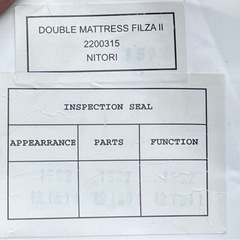 DOUBLE MATTRESS FILZA II
2200315
NITORI
INSPECTION SEAL
APPEARRANCE PARTS FUNCTION